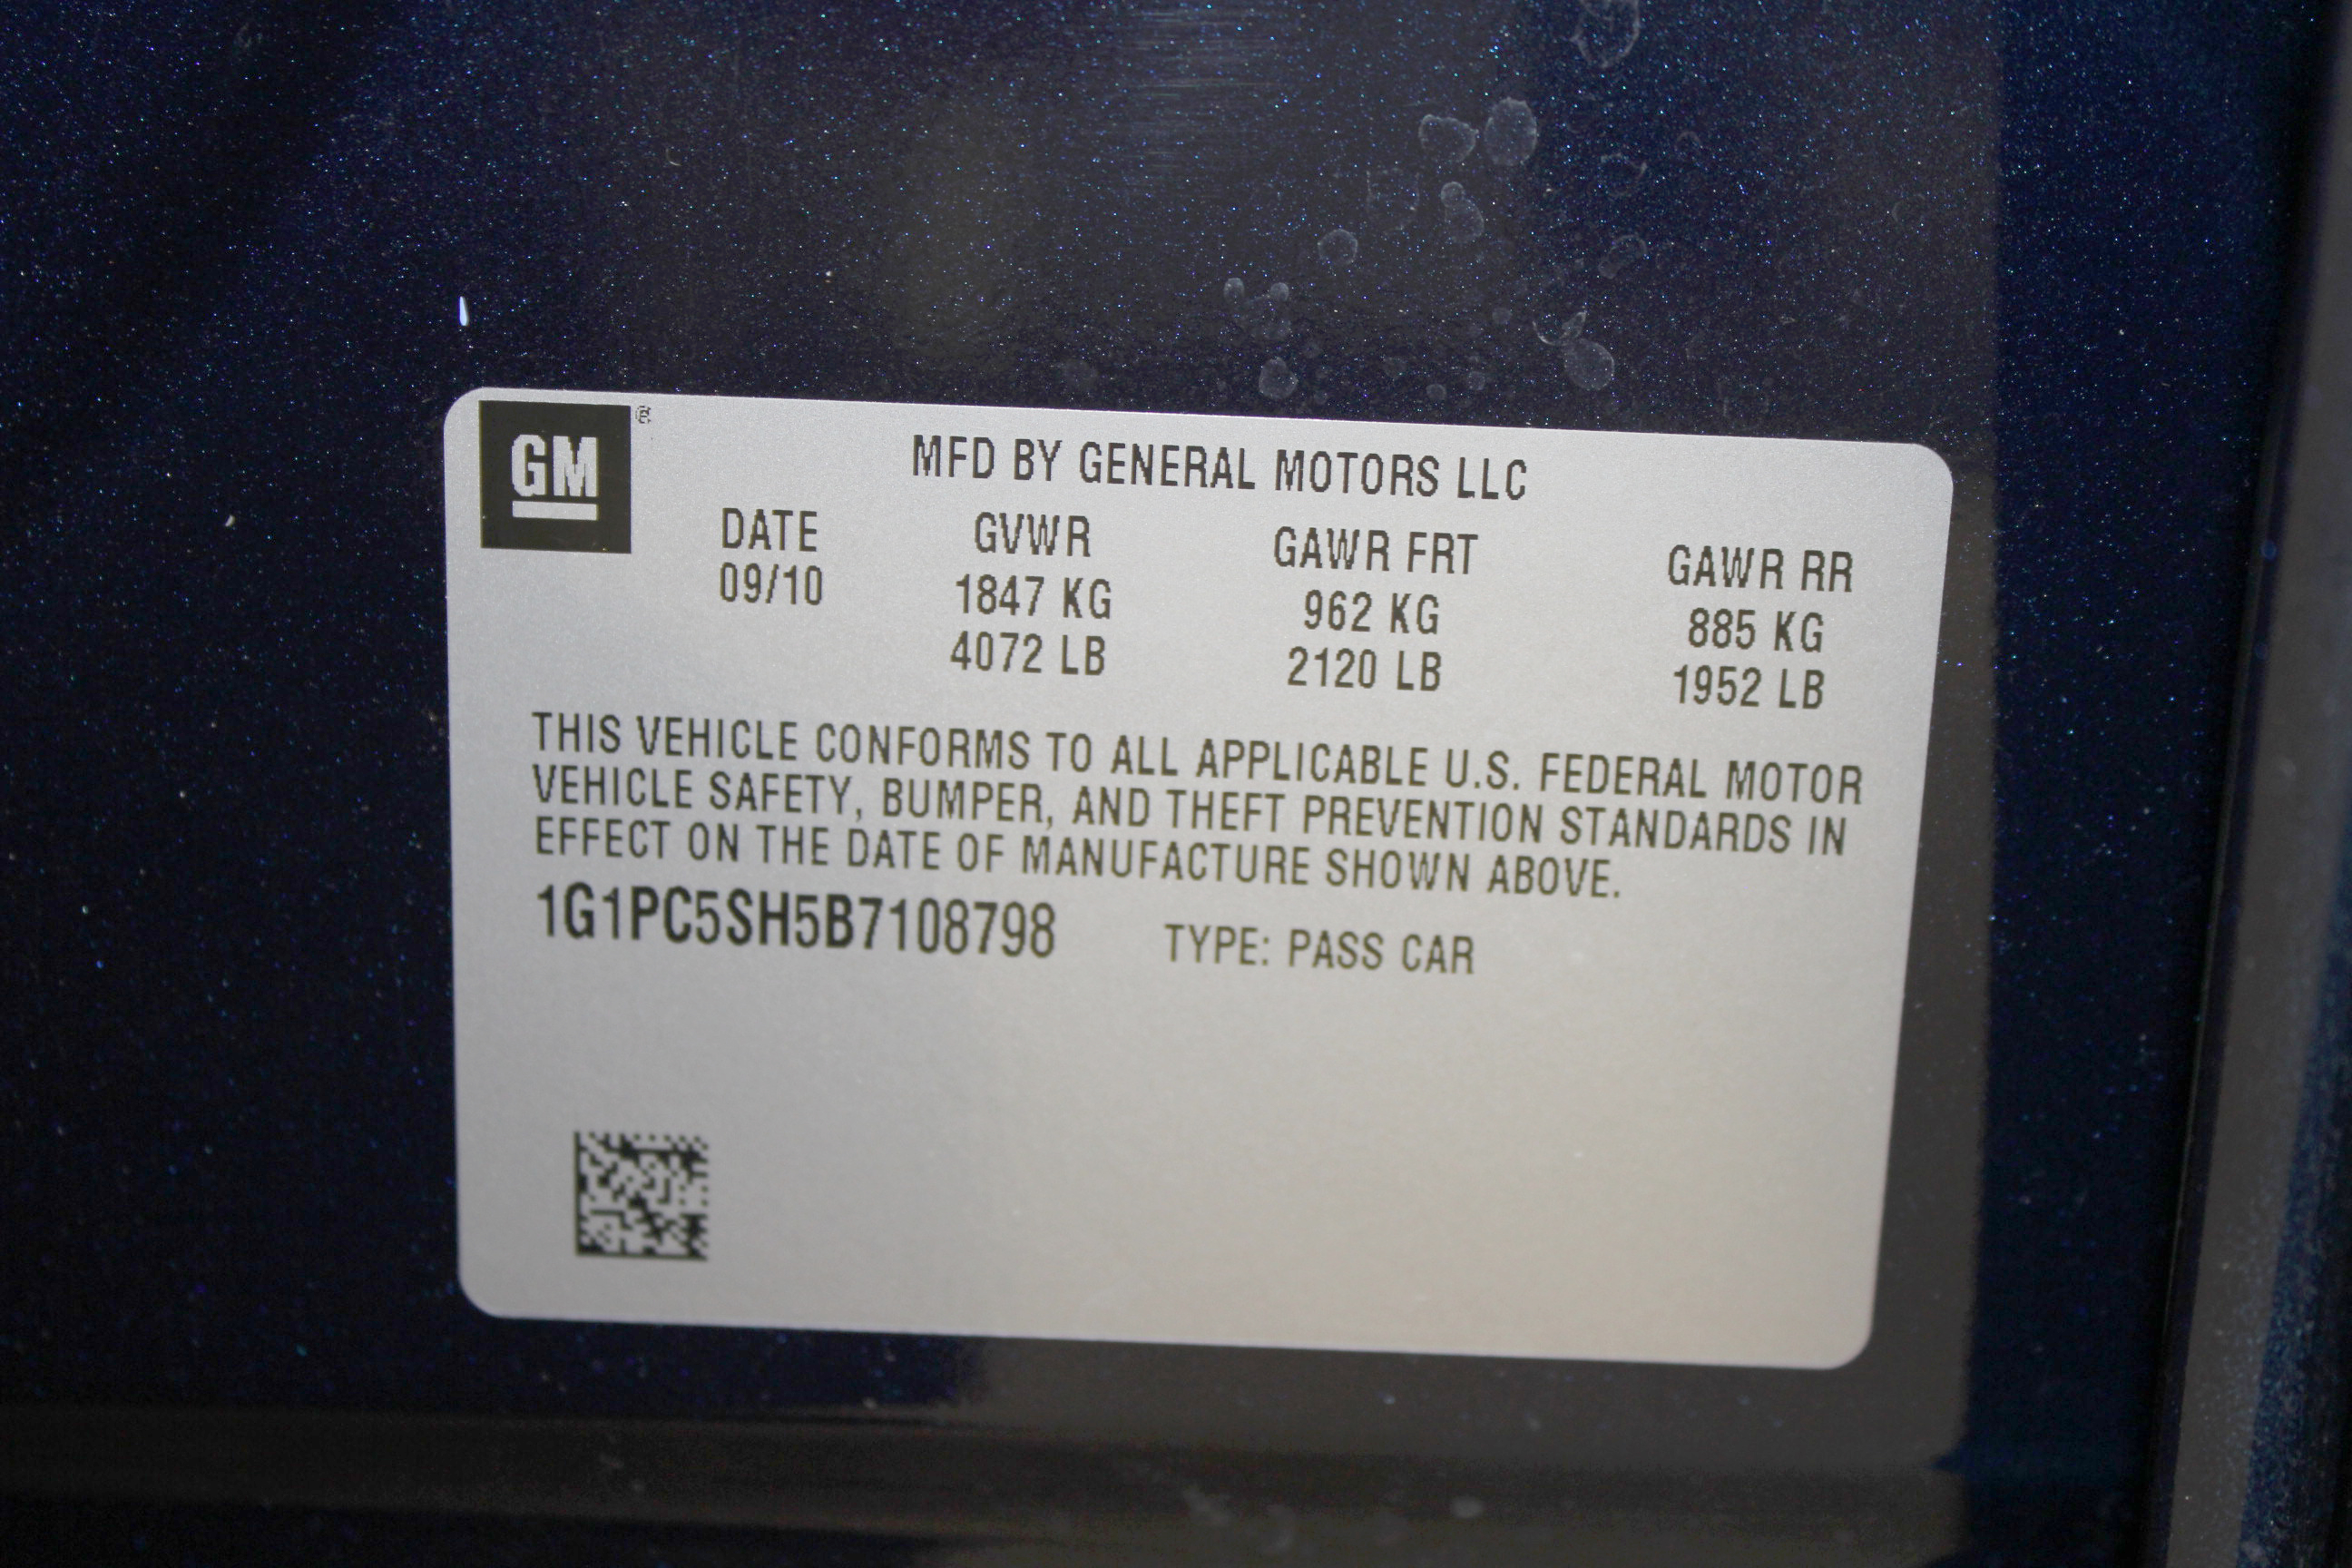 GM ®
MFD BY GENERAL MOTORS LLC
DATE GVWR GAWR FRT GAWR RR
09/10 1847 KG 962 KG 885 KG
4072 LB 2120 LB 1952 LB
THIS VEHICLE CONFORMS TO ALL APPLICABLE U.S. FEDERAL MOTOR
VEHICLE SAFETY, BUMPER, AND THEFT PREVENTION STANDARDS IN
EFFECT ON THE DATE OF MANUFACTURE SHOWN ABOVE.
1G1PC5SH5B7108798 TYPE: PASS CAR